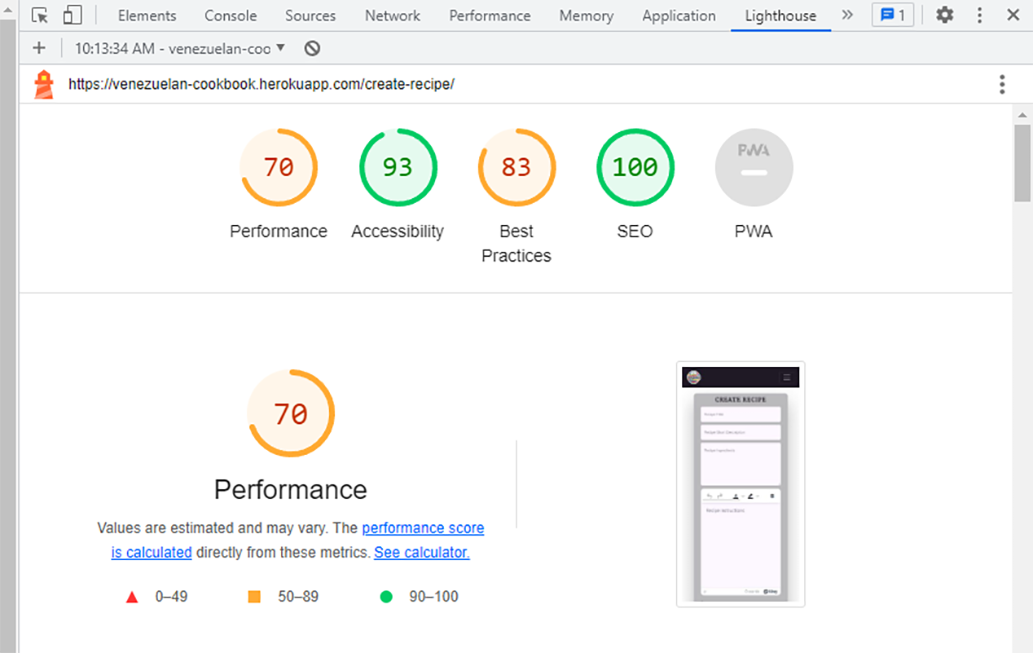 Elements Console Sources Network Performance Memory Application Lighthouse » 1
+ 10:13:34 AM - venezuelan-coo
https://venezuelan-cookbook.herokuapp.com/create-recipe/
70 93 83 100 PWA
Performance Accessibility Best Practices SEO PWA
70
Performance
Values are estimated and may vary. The performance score
is calculated directly from these metrics. See calculator.
0–49 50–89 90–100
CREATE RECIPE